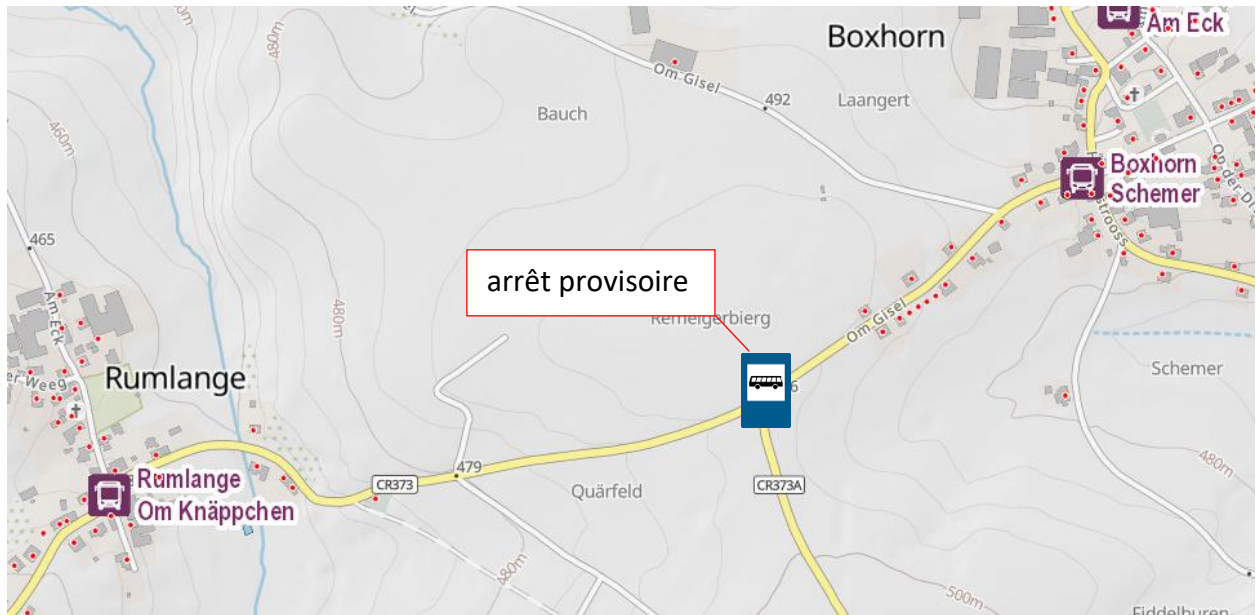 480m
Gisel
Boxhorn
Am Eck
Om Gisel
492
Laangert
Bauch
460m
Boxhorn
Schemer
465
arrêt provisoire
480m
Remelgerbierg
Om Gisel
Am Eck
Schemer
Rumlange
479
480m
Rumlange
Om Knäppchen
CR373
Quärfeld
CR373A
480m
500m
Fiddelburen